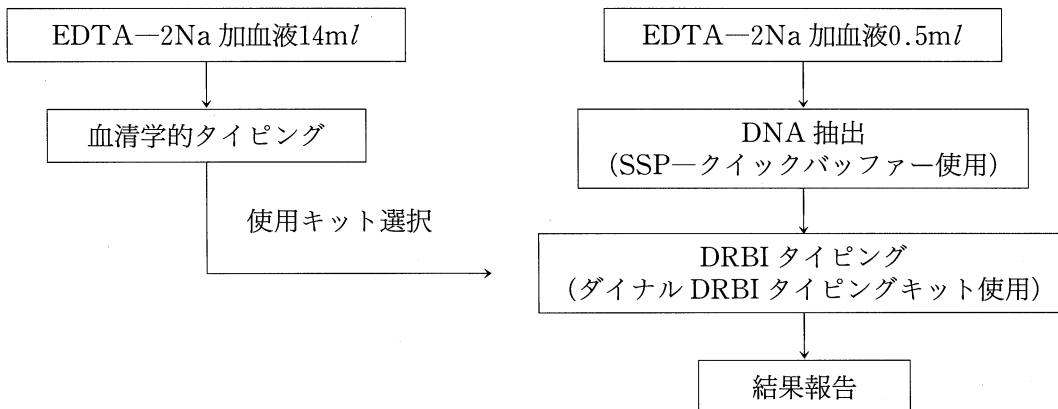 EDTA―2Na 加血液14ml
血清学的タイピング
使用キット選択
EDTA―2Na 加血液0.5ml
DNA 抽出
(SSP―クイックバッファー使用)
DRBI タイピング
(ダイナル DRBI タイピングキット使用)
結果報告